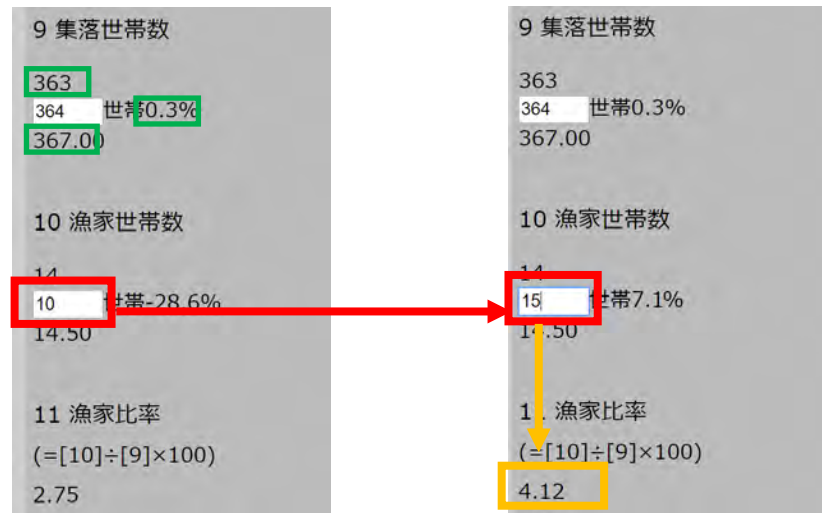 9 集落世帯数
363
364 世帯0.3%
367.00
10 漁家世帯数
14
10 世帯-28.6%
14.50
11 漁家比率
(=[10]÷[9]×100)
2.75
9 集落世帯数
363
364 世帯0.3%
367.00
10 漁家世帯数
14
15 世帯7.1%
14.50
11 漁家比率
(=[10]÷[9]×100)
4.12